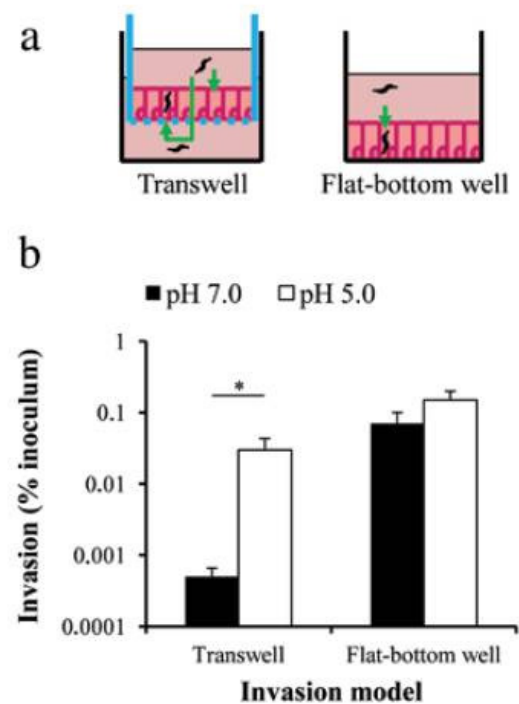 a
Transwell Flat-bottom well
b
pH 7.0 pH 5.0
Invasion (% inoculum)
1
0.1
0.01
0.001
0.0001
*
Transwell Flat-bottom well
Invasion model